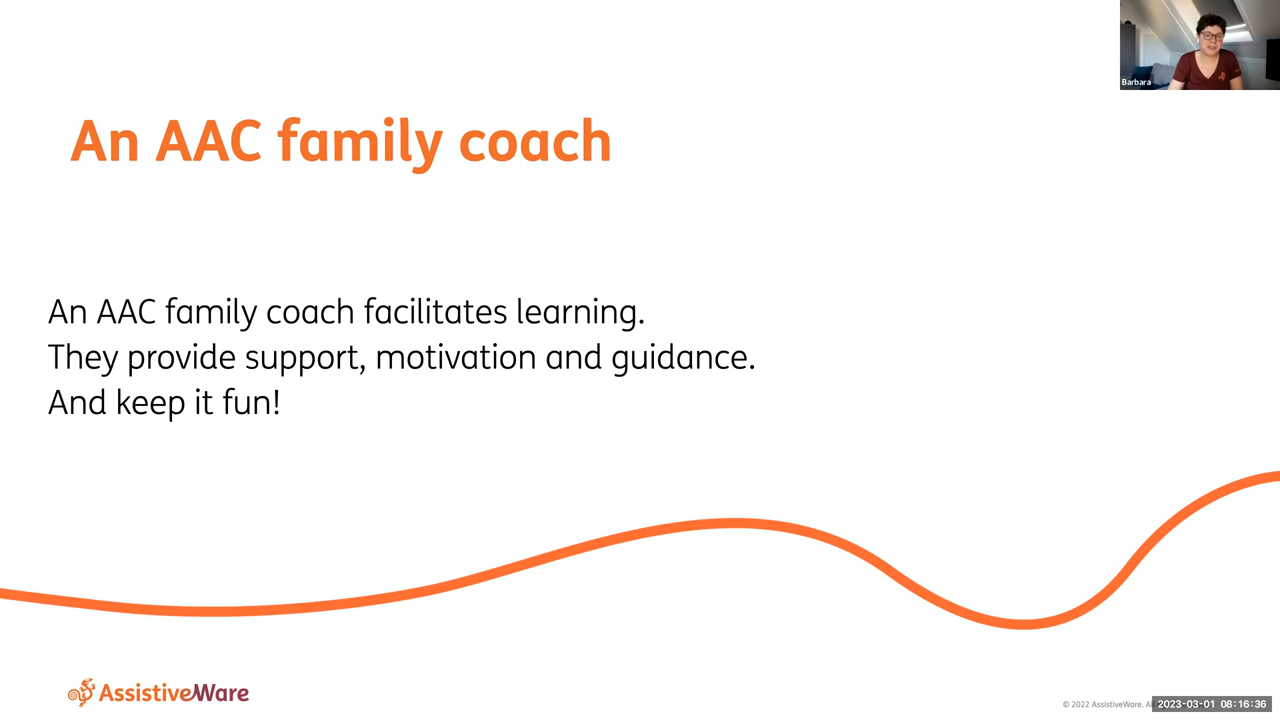 Barbara
An AAC family coach
An AAC family coach facilitates learning.
They provide support, motivation and guidance.
And keep it fun!
AssistiveWare
© 2022 AssistiveWare.
2023-03-01 08:16:36